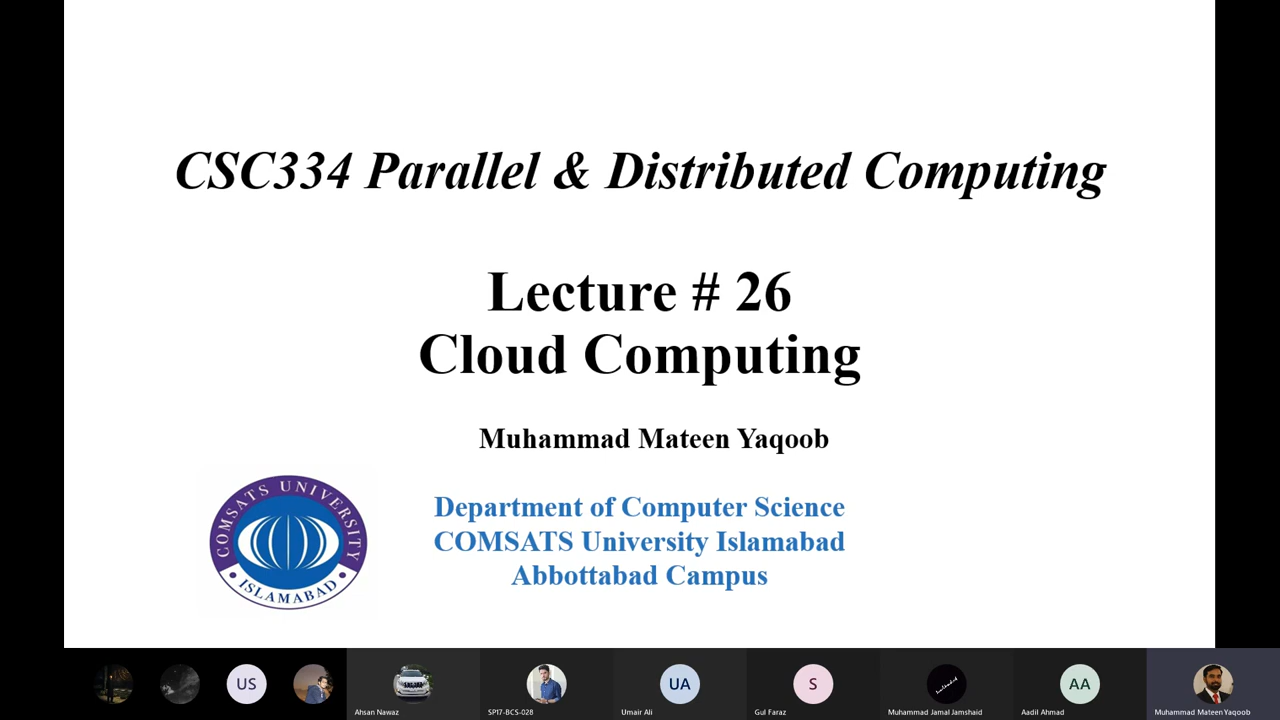 CSC334 Parallel & Distributed Computing
Lecture # 26
Cloud Computing
Muhammad Mateen Yaqoob
COMSATS UNIVERSITY
ISLAMABAD
Department of Computer Science
COMSATS University Islamabad
Abbottabad Campus
US
UA
S
AA
Ahsan Nawaz
SP17-BCS-028
Umair Ali
Gul Faraz
Muhammad Jamal Jamshaid
Aadil Ahmad
Muhammad Mateen Yaqoob